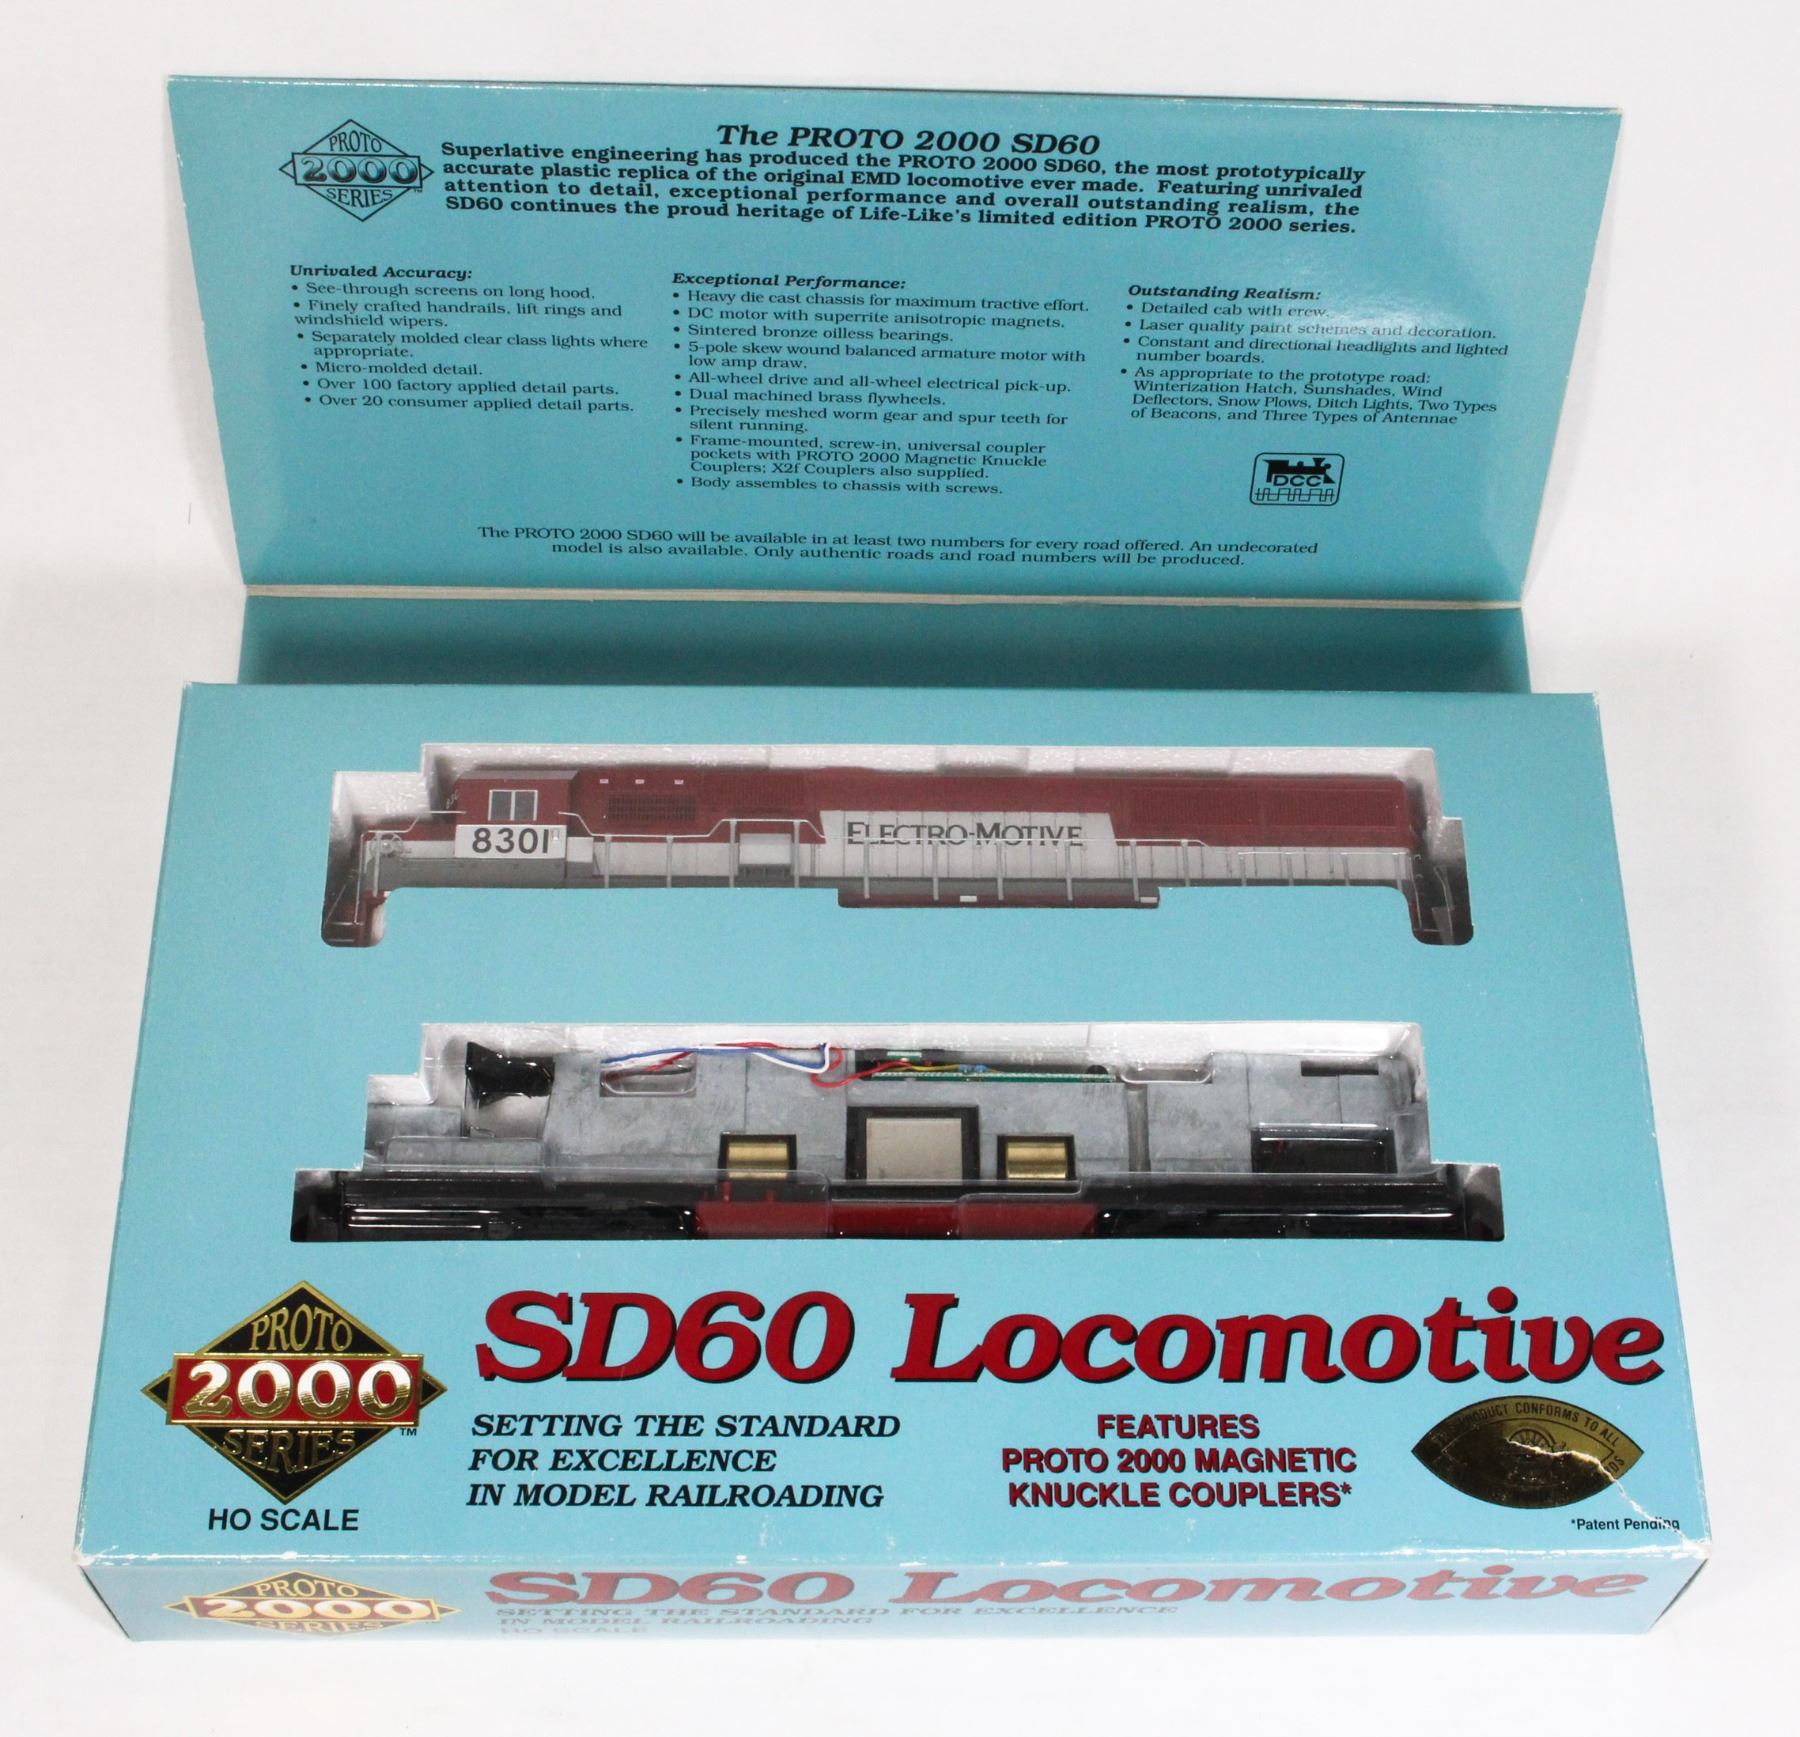 PROTO
2000
SERIES™
The PROTO 2000 SD60
Superlative engineering has produced the PROTO 2000 SD60, the most prototypically
accurate plastic replica of the original EMD locomotive ever made. Featuring unrivaled
attention to detail, exceptional performance and overall outstanding realism, the
SD60 continues the proud heritage of Life-Like's limited edition PROTO 2000 series.
Unrivaled Accuracy:
• See-through screens on long hood.
• Finely crafted handrails, lift rings and
windshield wipers.
• Separately molded clear class lights where
appropriate.
• Micro-molded detail.
• Over 100 factory applied detail parts.
• Over 20 consumer applied detail parts.
Exceptional Performance:
• Heavy die cast chassis for maximum tractive effort.
• DC motor with superrite anisotropic magnets.
• Sintered bronze oilless bearings.
• 5-pole skew wound balanced armature motor with
low amp draw.
• All-wheel drive and all-wheel electrical pick-up.
• Dual machined brass flywheels.
• Precisely meshed worm gear and spur teeth for
silent running.
• Frame-mounted, screw-in, universal coupler
pockets with PROTO 2000 Magnetic Knuckle
Couplers; X2f Couplers also supplied.
• Body assembles to chassis with screws.
Outstanding Realism:
• Detailed cab with crew.
• Laser quality paint schemes and decoration.
• Constant and directional headlights and lighted
number boards.
• As appropriate to the prototype road:
Winterization Hatch, Sunshades, Wind
Deflectors, Snow Plows, Ditch Lights, Two Types
of Beacons, and Three Types of Antennae
DCC
The PROTO 2000 SD60 will be available in at least two numbers for every road offered. An undecorated
model is also available. Only authentic roads and road numbers will be produced.
8301
ELECTRO-MOTIVE
PROTO
2000
SERIES™
HO SCALE
SD60 Locomotive
SETTING THE STANDARD
FOR EXCELLENCE
IN MODEL RAILROADING
FEATURES
PROTO 2000 MAGNETIC
KNUCKLE COUPLERS*
PRODUCT CONFORMS TO ALL
*Patent Pending
PROTO
2000
SERIES
SD60 Locomotive
SETTING THE STANDARD FOR EXCELLENCE
IN MODEL RAILROADING
HO SCALE